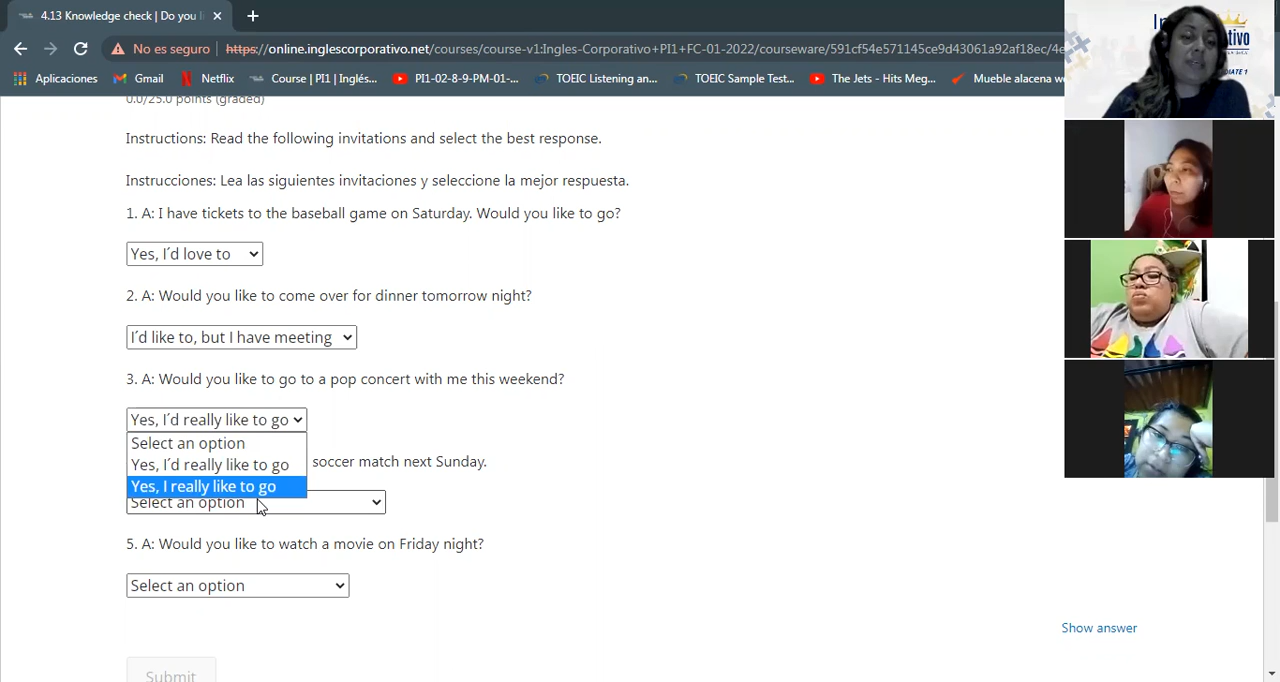 4.13 Knowledge check | Do you l
No es seguro | https://online.inglescorporativo.net/courses/course-v1:Ingles-Corporativo+PI1+FC-01-2022/courseware/591cf54e571145ce9d43061a92af18ec/4e
Aplicaciones Gmail Netflix Course | PI1 | Inglés... PI1-02-8-9-PM-01-... TOEIC Listening an... TOEIC Sample Test... The Jets - Hits Meg... Mueble alacena w
0.0/25.0 points (graded)
Instructions: Read the following invitations and select the best response.
Instrucciones: Lea las siguientes invitaciones y seleccione la mejor respuesta.
1. A: I have tickets to the baseball game on Saturday. Would you like to go?
Yes, I´d love to
2. A: Would you like to come over for dinner tomorrow night?
I´d like to, but I have meeting
3. A: Would you like to go to a pop concert with me this weekend?
Yes, I´d really like to go
Select an option
Yes, I´d really like to go
soccer match next Sunday.
Yes, I really like to go
Select an option
5. A: Would you like to watch a movie on Friday night?
Select an option
Show answer
Submit